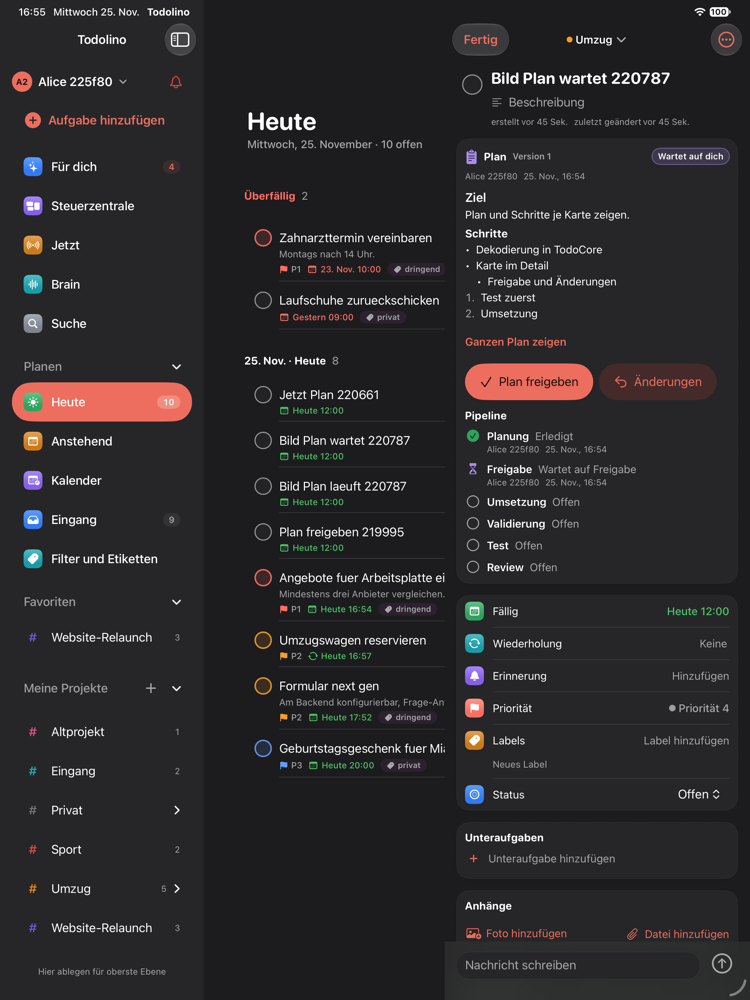 16:55 Mittwoch 25. Nov. Todolino
100
Todolino
A2 Alice 225f80
Aufgabe hinzufügen
Für dich 4
Steuerzentrale
Jetzt
Brain
Suche
Planen
Heute 10
Anstehend
Kalender
Eingang 9
Filter und Etiketten
Favoriten
# Website-Relaunch 3
Meine Projekte
# Altprojekt 1
# Eingang 2
# Privat
# Sport 2
# Umzug 5
# Website-Relaunch 3
Hier ablegen für oberste Ebene
Heute
Mittwoch, 25. November · 10 offen
Überfällig 2
Zahnarzttermin vereinbaren
Montags nach 14 Uhr.
P1 23. Nov. 10:00 dringend
Laufschuhe zurueckschicken
Gestern 09:00 privat
25. Nov. · Heute 8
Jetzt Plan 220661
Heute 12:00
Bild Plan wartet 220787
Heute 12:00
Bild Plan laeuft 220787
Heute 12:00
Plan freigeben 219995
Heute 12:00
Angebote fuer Arbeitsplatte ei
Mindestens drei Anbieter vergleichen.
P1 Heute 16:54 dringend
Umzugswagen reservieren
P2 Heute 16:57
Formular next gen
Am Backend konfigurierbar, Frage-An
P2 Heute 17:52 dringend
Geburtstagsgeschenk fuer Mi
P3 Heute 20:00 privat
Fertig
Umzug
Bild Plan wartet 220787
Beschreibung
erstellt vor 45 Sek. zuletzt geändert vor 45 Sek.
Plan Version 1 Wartet auf dich
Alice 225f80 25. Nov., 16:54
Ziel
Plan und Schritte je Karte zeigen.
Schritte
• Dekodierung in TodoCore
• Karte im Detail
• Freigabe und Änderungen
1. Test zuerst
2. Umsetzung
Ganzen Plan zeigen
Plan freigeben
Änderungen
Pipeline
Planung Erledigt
Alice 225f80 25. Nov., 16:54
Freigabe Wartet auf Freigabe
Alice 225f80 25. Nov., 16:54
Umsetzung Offen
Validierung Offen
Test Offen
Review Offen
Fällig Heute 12:00
Wiederholung Keine
Erinnerung Hinzufügen
Priorität Priorität 4
Labels Label hinzufügen
Neues Label
Status Offen
Unteraufgaben
+ Unteraufgabe hinzufügen
Anhänge
Foto hinzufügen
Datei hinzufügen
Nachricht schreiben